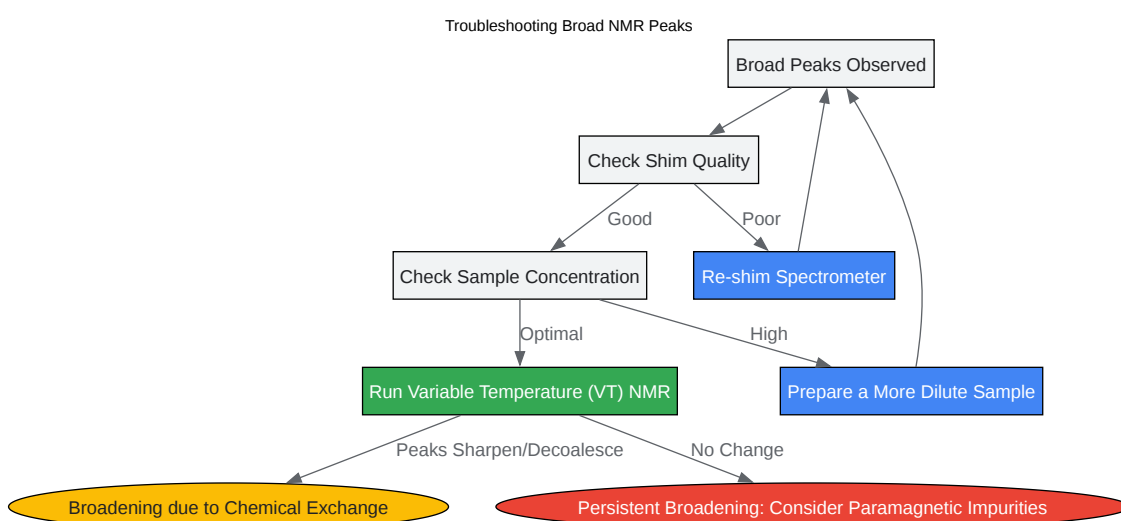 Troubleshooting Broad NMR Peaks
Broad Peaks Observed
Check Shim Quality
Good
Poor
Check Sample Concentration
Re-shim Spectrometer
Optimal
High
Run Variable Temperature (VT) NMR
Prepare a More Dilute Sample
Peaks Sharpen/Decoalesce
No Change
Broadening due to Chemical Exchange
Persistent Broadening: Consider Paramagnetic Impurities